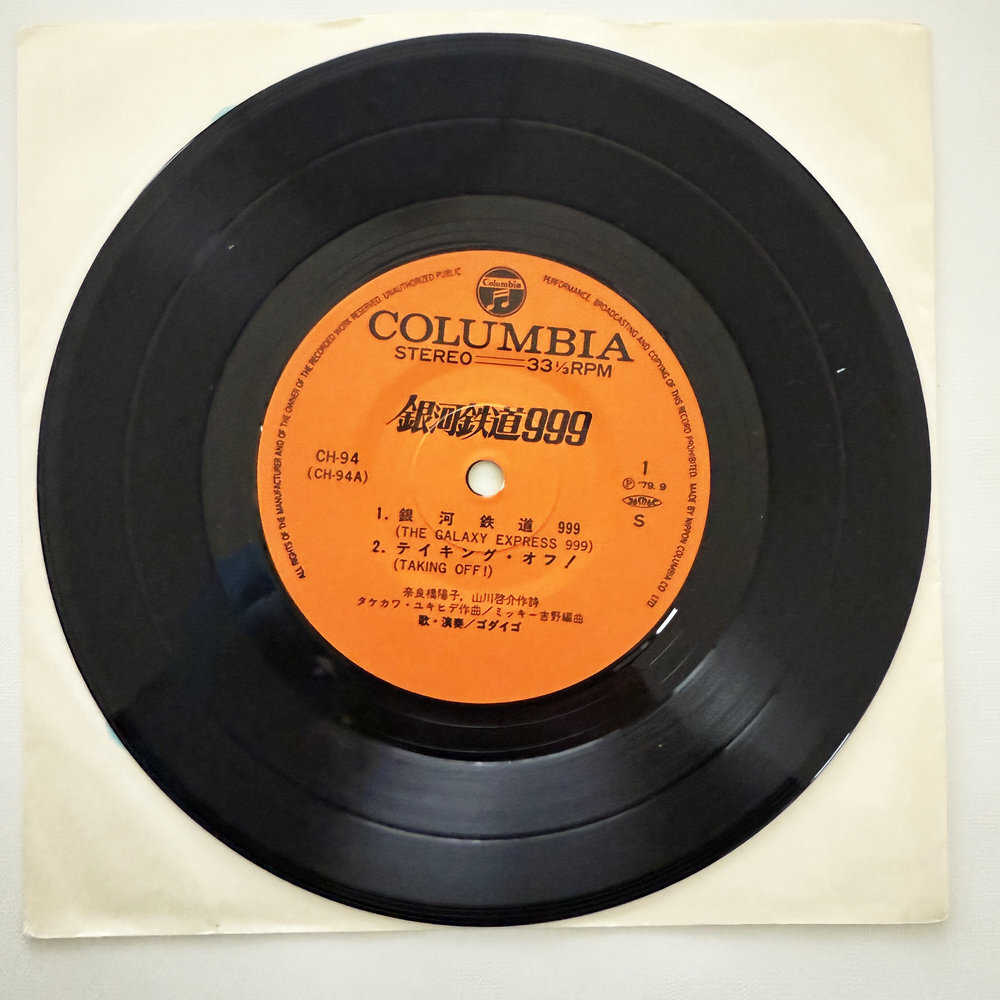 Columbia
ALL RIGHTS OF THE MANUFACTURER AND OF THE OWNER OF THE RECORDED WORK RESERVED. UNAUTHORIZED PUBLIC PERFORMANCE, BROADCASTING AND COPYING OF THIS RECORD PROHIBITED. MADE BY NIPPON COLUMBIA CO LTD
COLUMBIA
STEREO 33⅓RPM
銀河鉄道999
CH-94
(CH-94A)
1
Ⓟ '79. 9
S
1. 銀河鉄道 999
(THE GALAXY EXPRESS 999)
2. テイキング・オフ!
(TAKING OFF!)
奈良橋陽子, 山川啓介作詩
タケカワ・ユキヒデ作曲/ミッキー吉野編曲
歌・演奏/ゴダイゴ